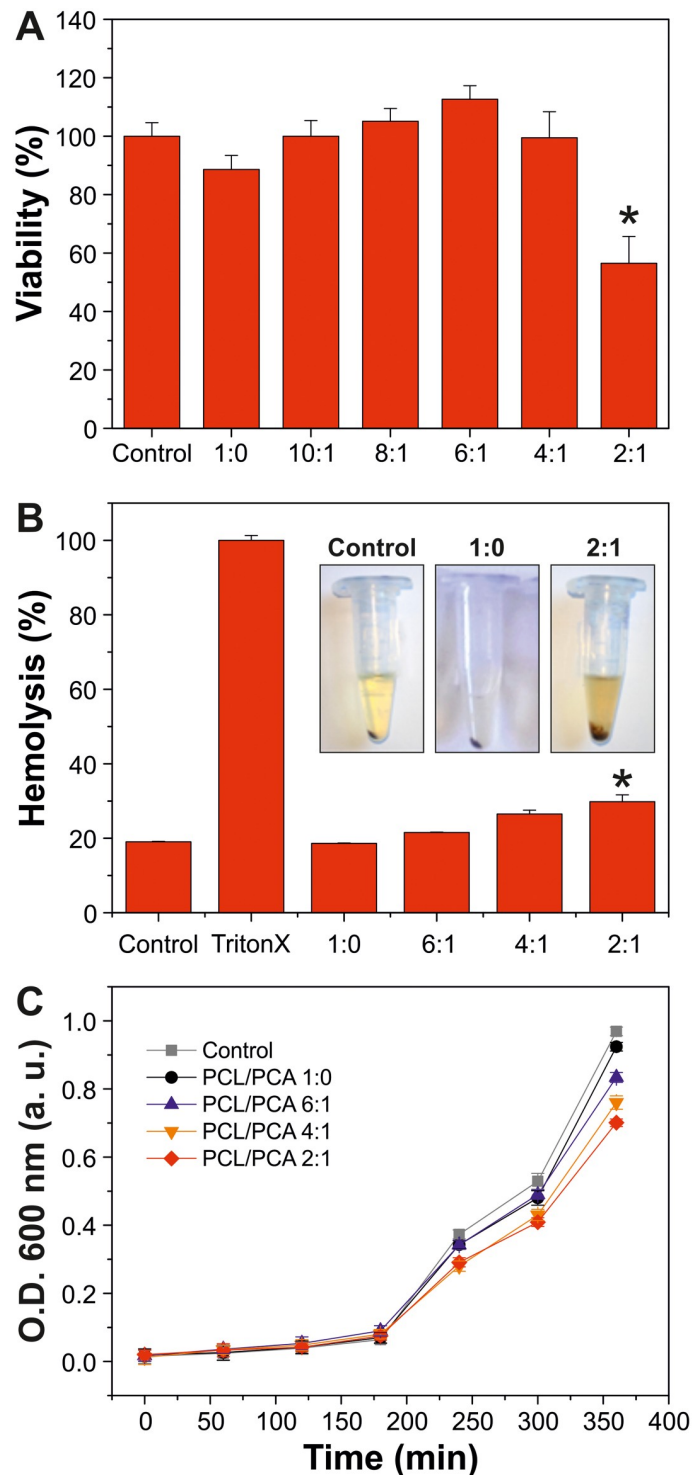 A
Viability (%)
140
120
100
80
60
40
20
0
*
Control 1:0 10:1 8:1 6:1 4:1 2:1
B
Hemolysis (%)
100
80
60
40
20
0
Control 1:0 2:1
*
Control TritonX 1:0 6:1 4:1 2:1
C
O.D. 600 nm (a. u.)
1.0
0.8
0.6
0.4
0.2
0.0
Control
PCL/PCA 1:0
PCL/PCA 6:1
PCL/PCA 4:1
PCL/PCA 2:1
0 50 100 150 200 250 300 350 400
Time (min)